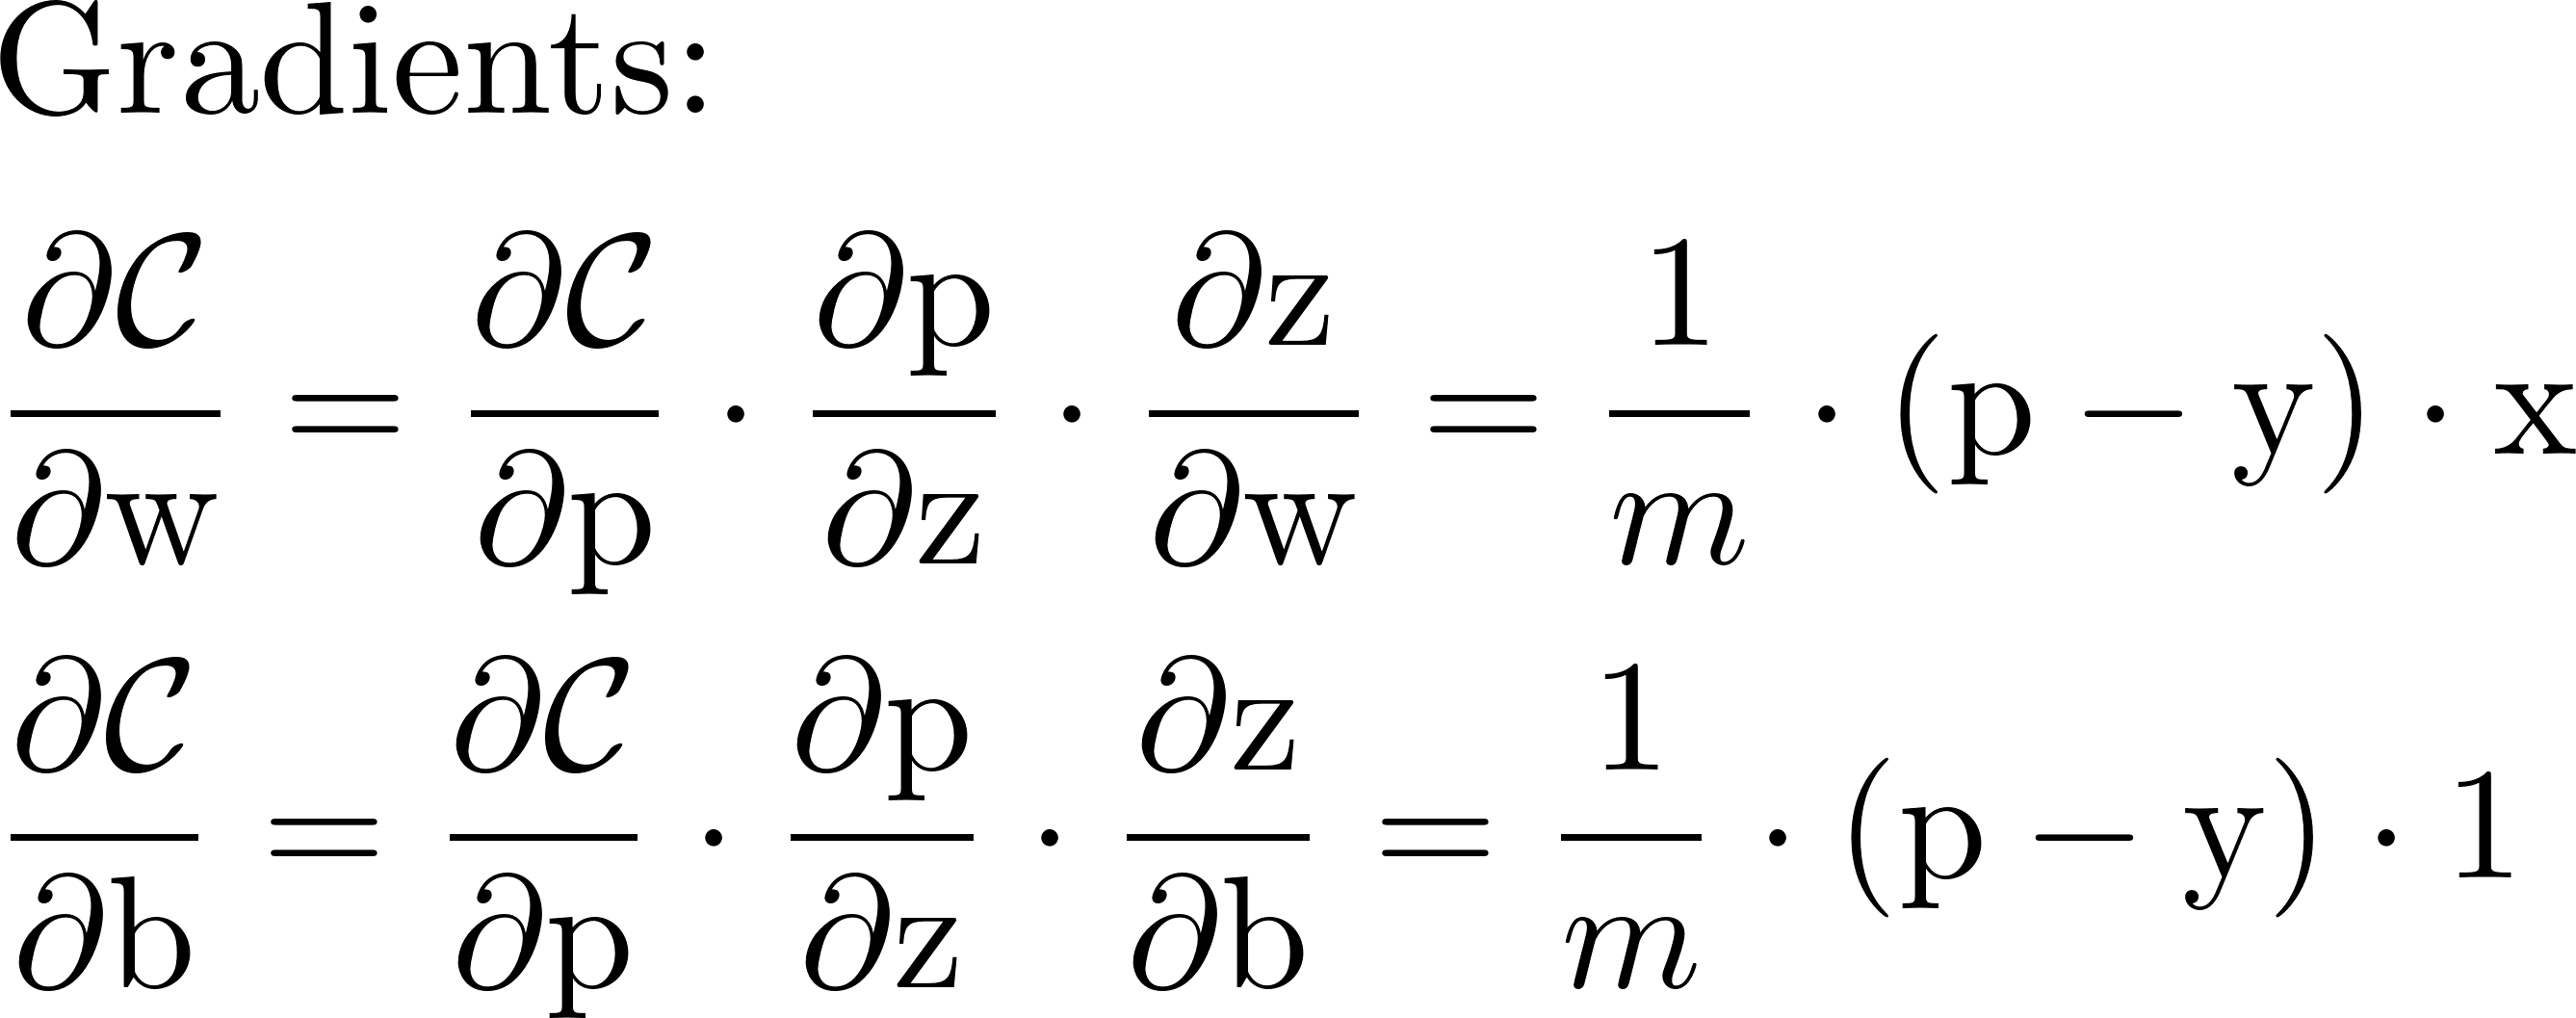 Gradients:
∂𝒞/∂w = ∂𝒞/∂p · ∂p/∂z · ∂z/∂w = 1/m · (p − y) · x
∂𝒞/∂b = ∂𝒞/∂p · ∂p/∂z · ∂z/∂b = 1/m · (p − y) · 1